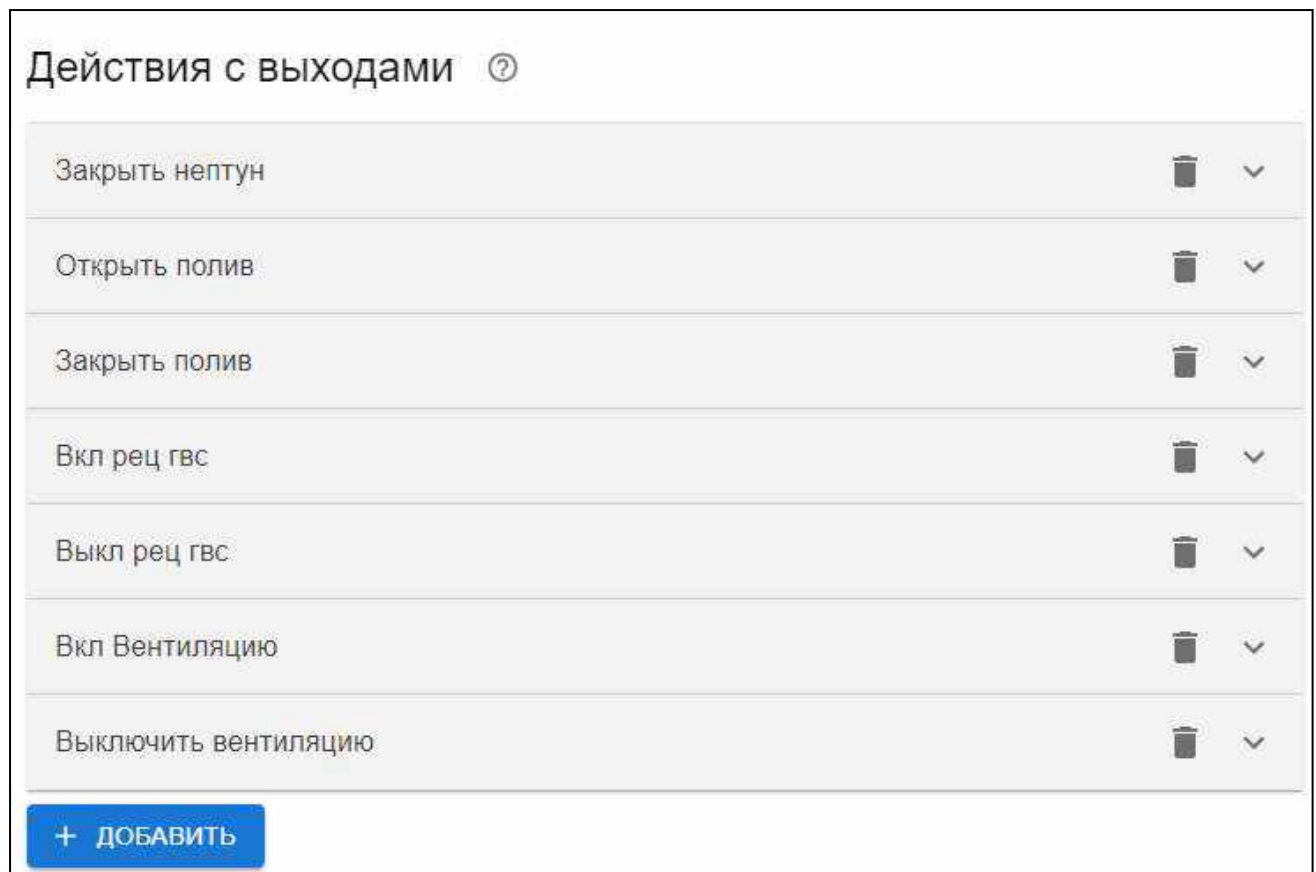 Действия с выходами
Закрыть нептун
Открыть полив
Закрыть полив
Вкл рец гвс
Выкл рец гвс
Вкл Вентиляцию
Выключить вентиляцию
+ ДОБАВИТЬ